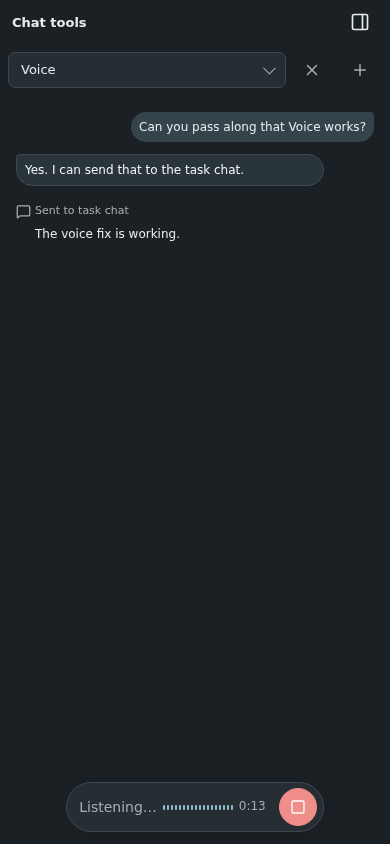 Chat tools
Voice
Can you pass along that Voice works?
Yes. I can send that to the task chat.
Sent to task chat
The voice fix is working.
Listening... 0:13